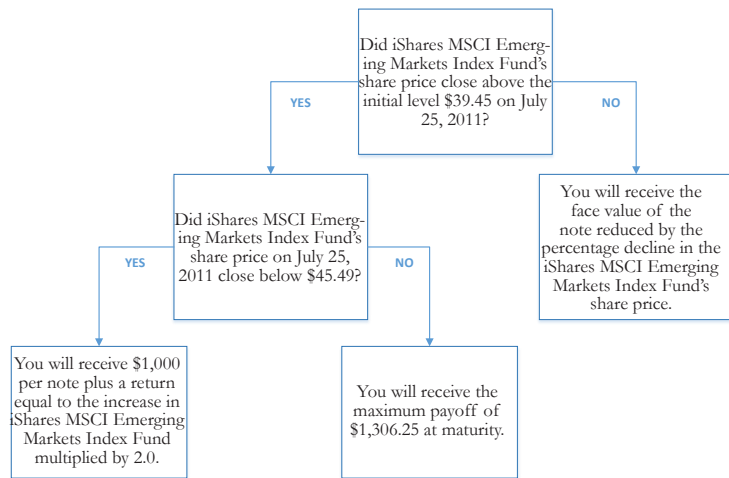 Did iShares MSCI Emerg-
ing Markets Index Fund's
share price close above the
initial level $39.45 on July
25, 2011?
YES
NO
Did iShares MSCI Emerg-
ing Markets Index Fund's
share price on July 25,
2011 close below $45.49?
You will receive the
face value of the
note reduced by the
percentage decline in the
iShares MSCI Emerging
Markets Index Fund's
share price.
YES
NO
You will receive $1,000
per note plus a return
equal to the increase in
iShares MSCI Emerging
Markets Index Fund
multiplied by 2.0.
You will receive the
maximum payoff of
$1,306.25 at maturity.